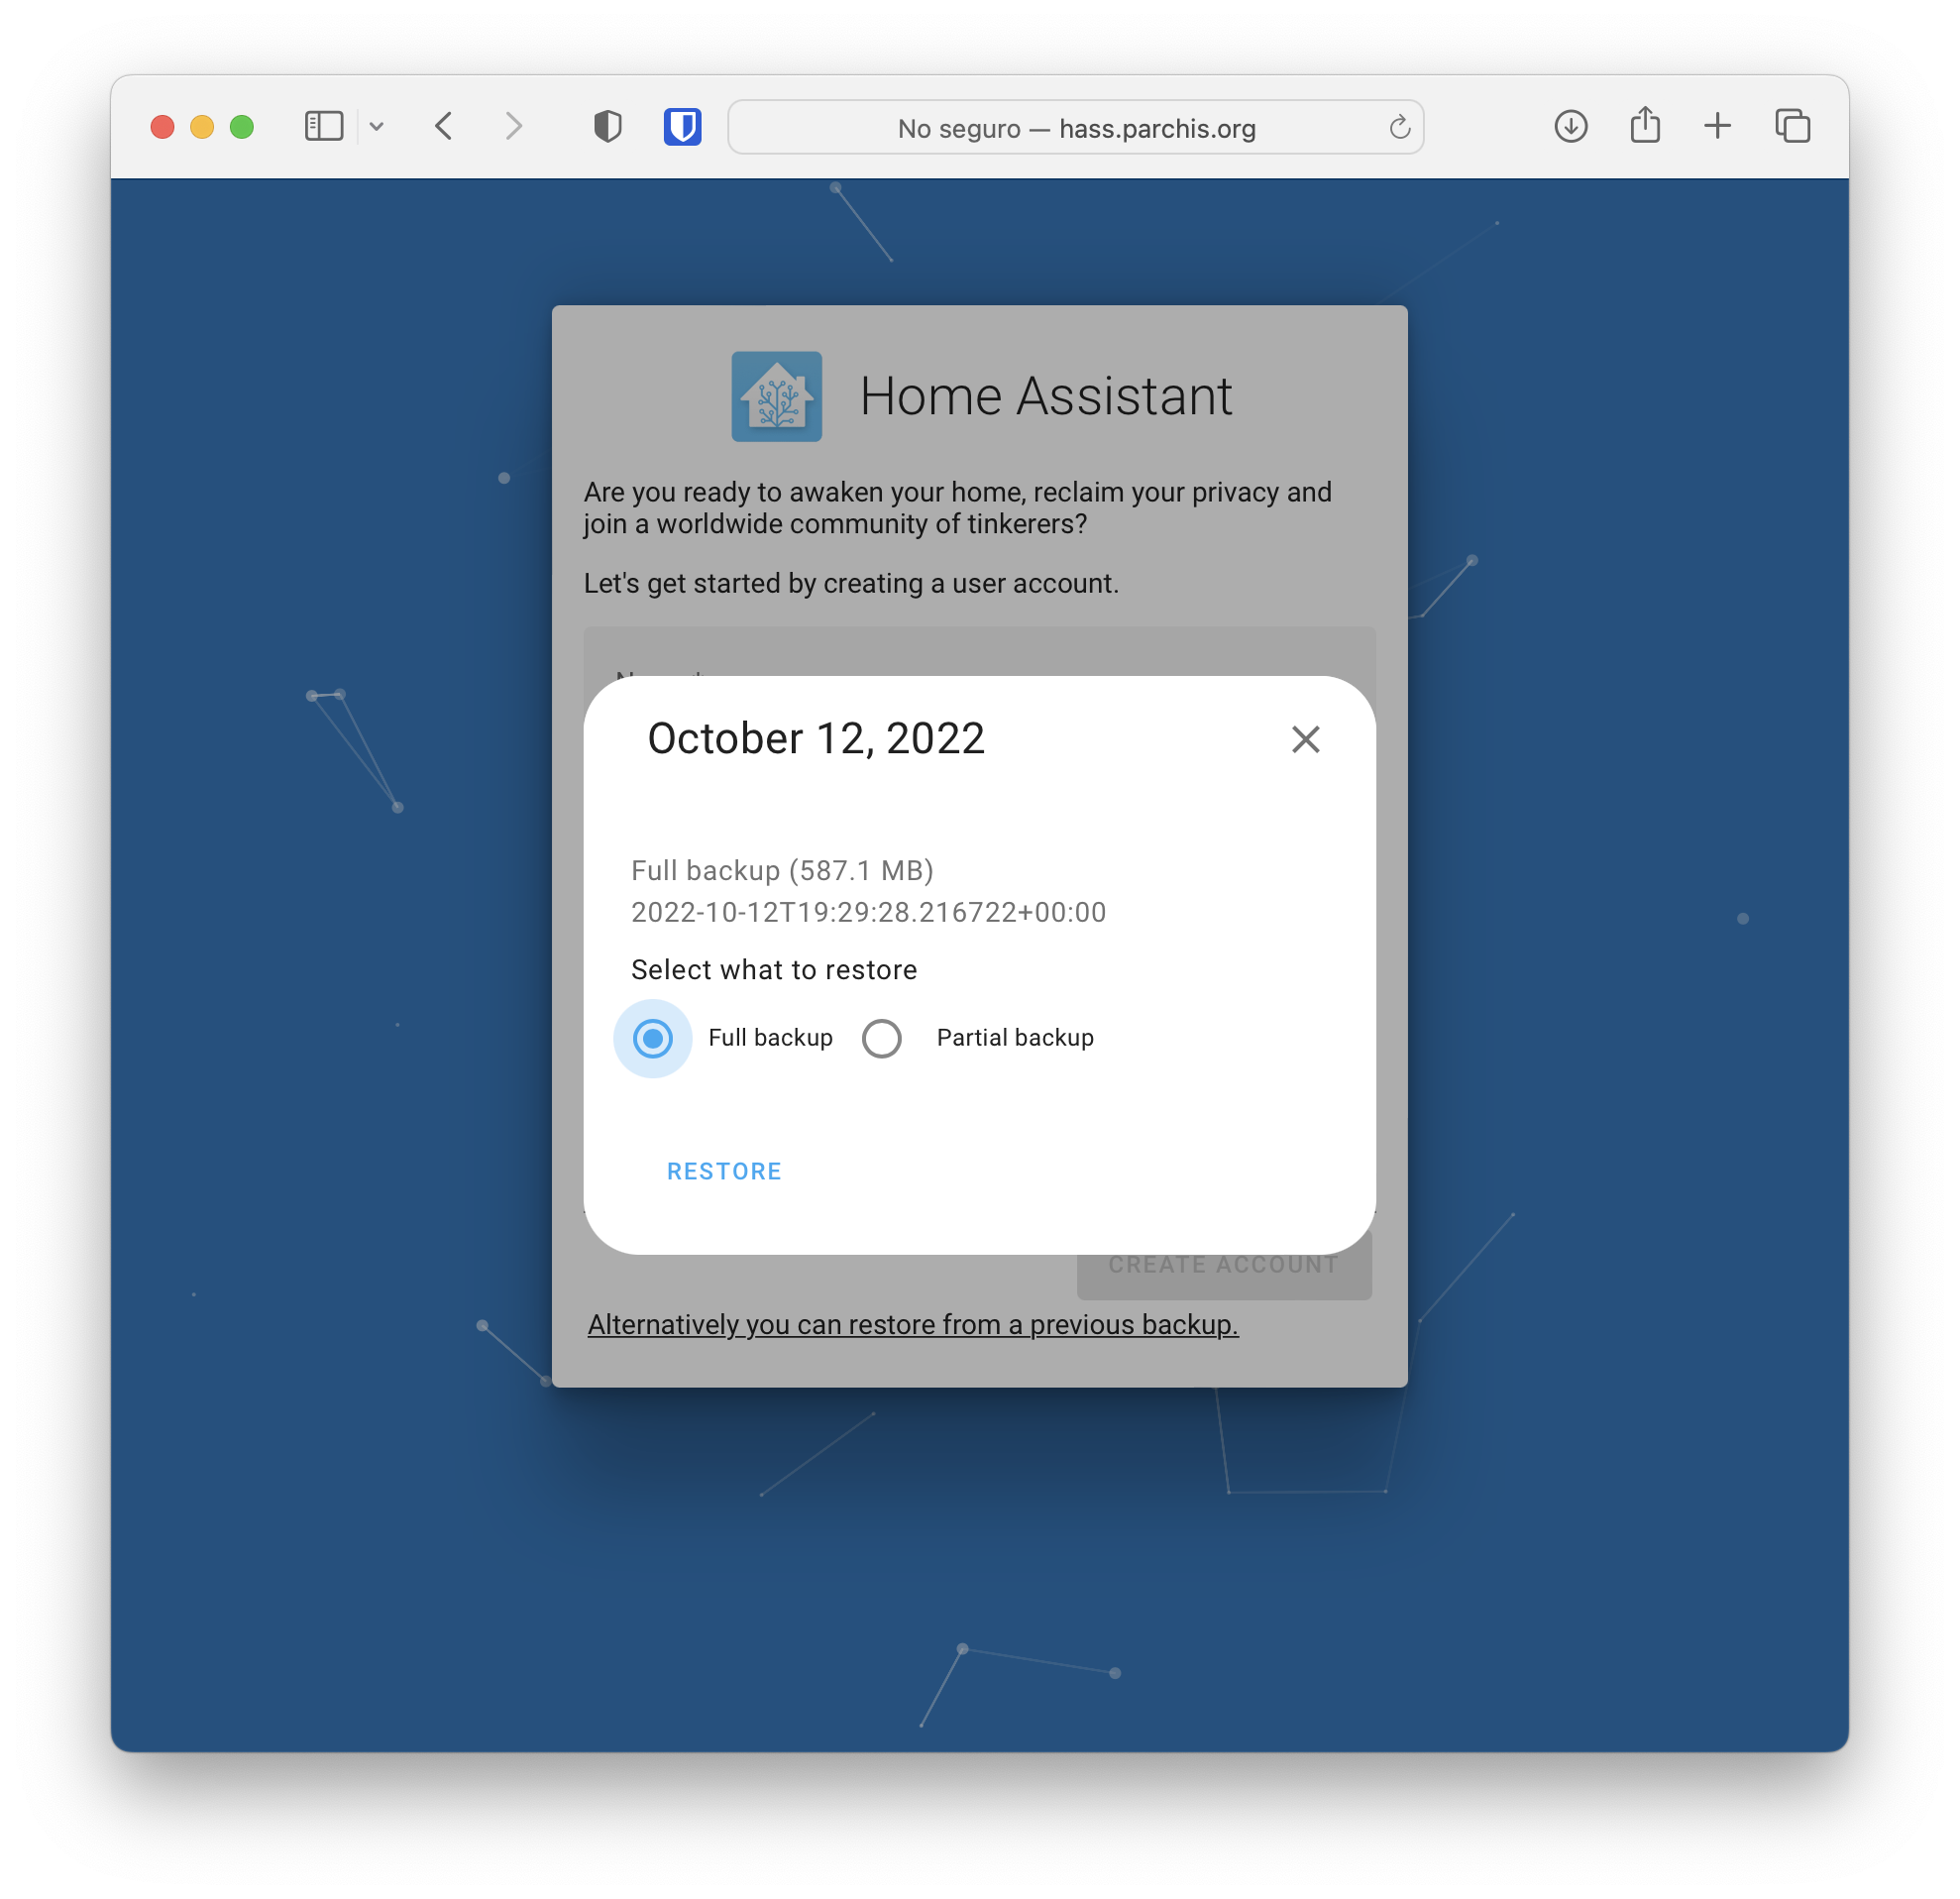 No seguro — hass.parchis.org
Home Assistant
Are you ready to awaken your home, reclaim your privacy and
join a worldwide community of tinkerers?
Let's get started by creating a user account.
October 12, 2022
Full backup (587.1 MB)
2022-10-12T19:29:28.216722+00:00
Select what to restore
Full backup Partial backup
RESTORE
CREATE ACCOUNT
Alternatively you can restore from a previous backup.